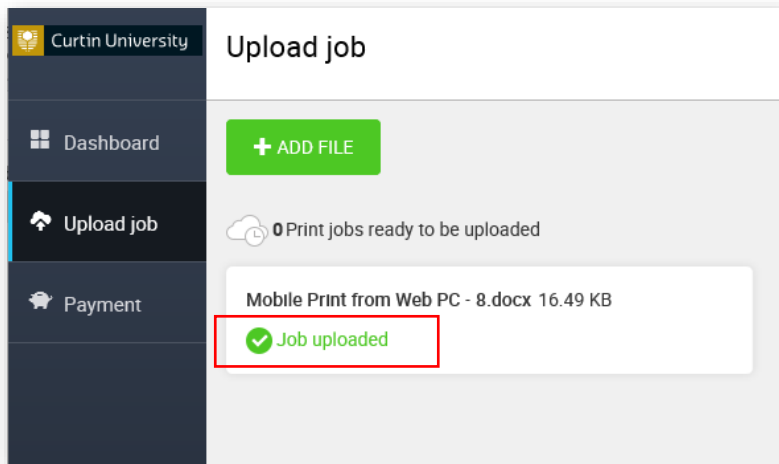 Curtin University
Upload job
Dashboard
+ ADD FILE
Upload job
0 Print jobs ready to be uploaded
Payment
Mobile Print from Web PC - 8.docx 16.49 KB
Job uploaded